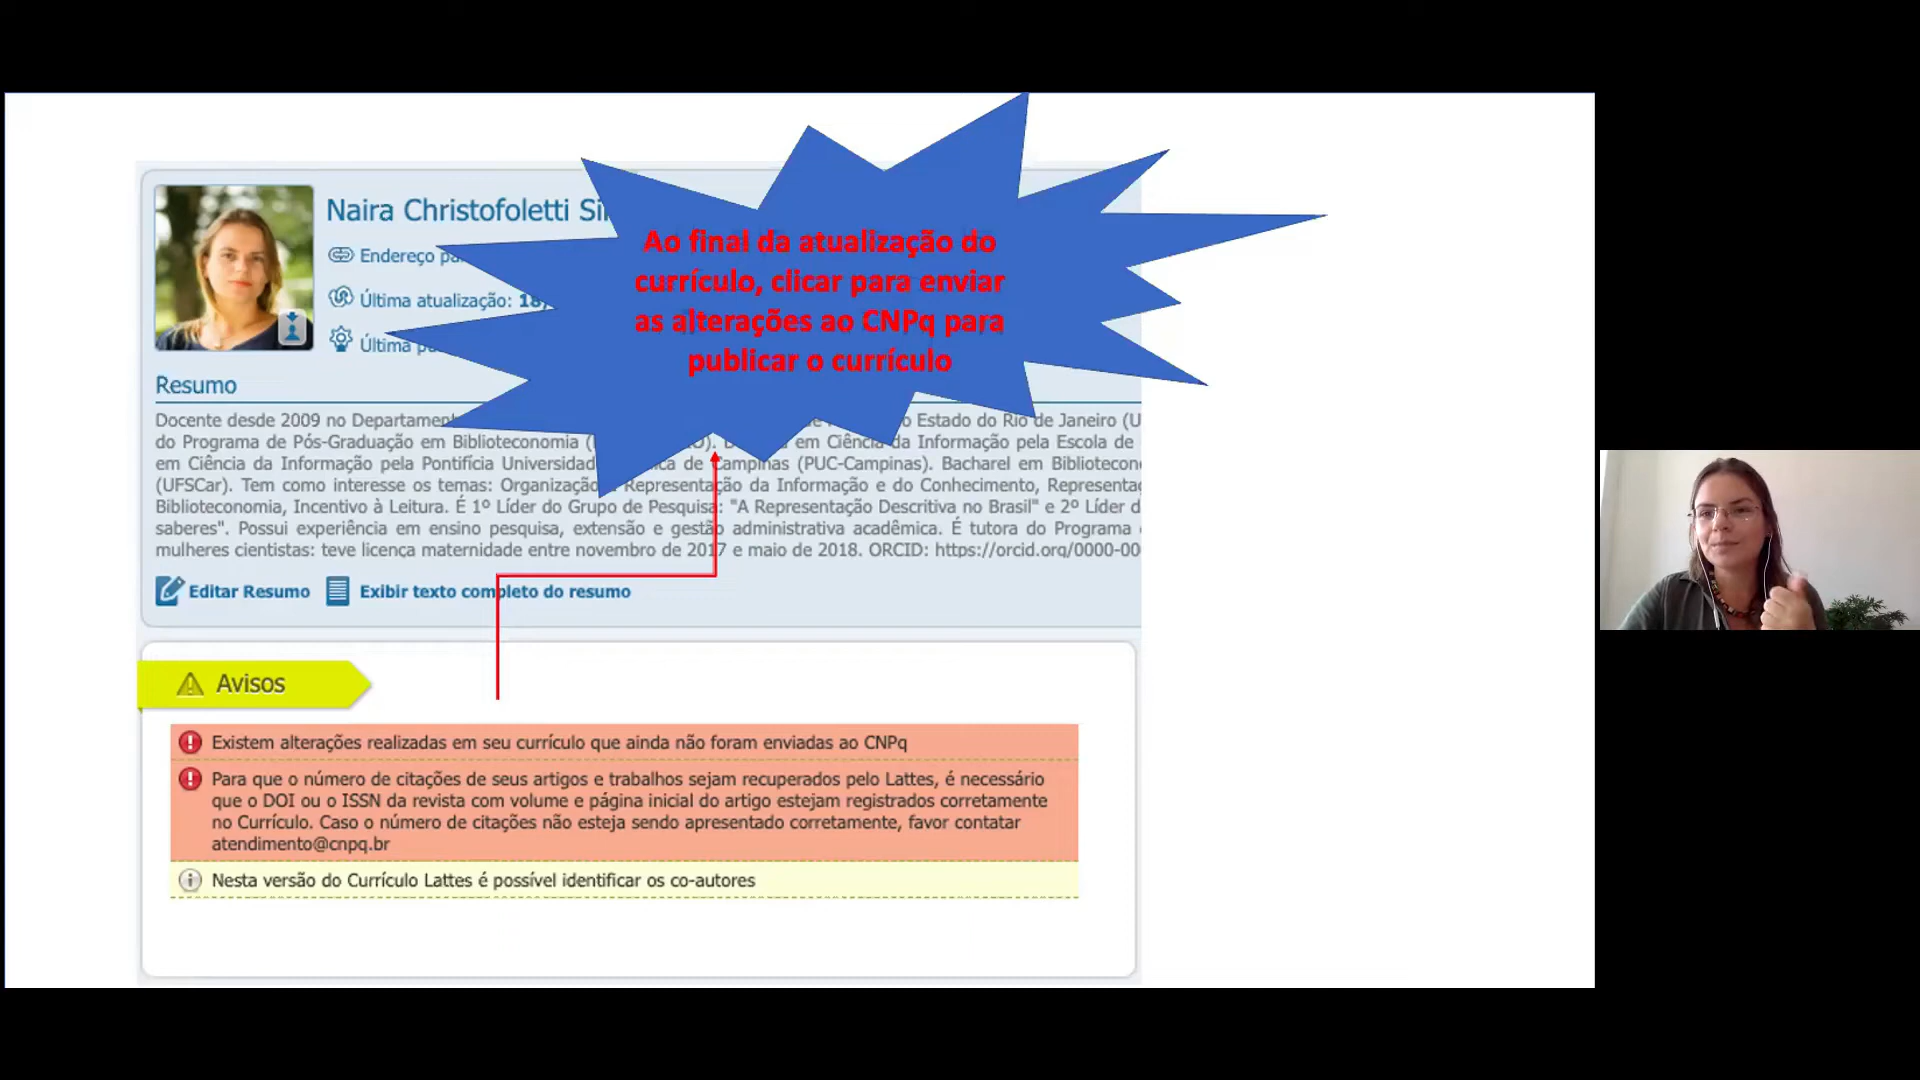 Naira Christofoletti
Endereço
Última atualização:
Última
Ao final da atualização do
currículo, clicar para enviar
as alterações ao CNPq para
publicar o currículo
Resumo
Docente desde 2009 no Estado do Rio de Janeiro
do Programa de Pós-Graduação em Biblioteconomia em Ciência da Informação pela Escola de
em Ciência da Informação pela Pontifícia de Campinas (PUC-Campinas). Bacharel em
(UFSCar). Tem como interesse os temas: Organização Representação da Informação e do Conhecimento,
Biblioteconomia, Incentivo à Leitura. É 1º Líder do Grupo de Pesquisa: "A Representação Descritiva no Brasil" e 2º Líder
saberes". Possui experiência em ensino pesquisa, extensão e gestão administrativa acadêmica. É tutora do Programa
mulheres cientistas: teve licença maternidade entre novembro de 2017 e maio de 2018. ORCID: https://orcid.org/0000-00
Editar Resumo Exibir texto completo do resumo
Avisos
Existem alterações realizadas em seu currículo que ainda não foram enviadas ao CNPq
Para que o número de citações de seus artigos e trabalhos sejam recuperados pelo Lattes, é necessário
que o DOI ou o ISSN da revista com volume e página inicial do artigo estejam registrados corretamente
no Currículo. Caso o número de citações não esteja sendo apresentado corretamente, favor contatar
atendimento@cnpq.br
Nesta versão do Currículo Lattes é possível identificar os co-autores